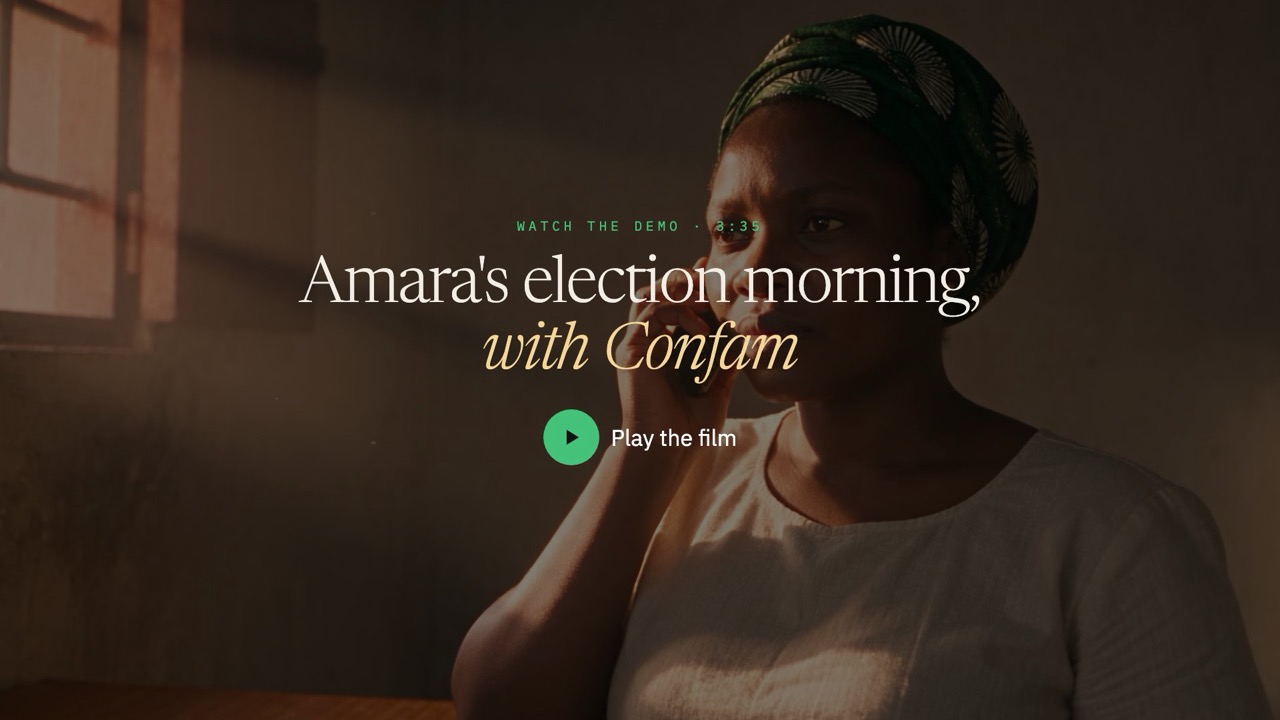 WATCH THE DEMO · 3:35
Amara's election morning,
with Confam
Play the film